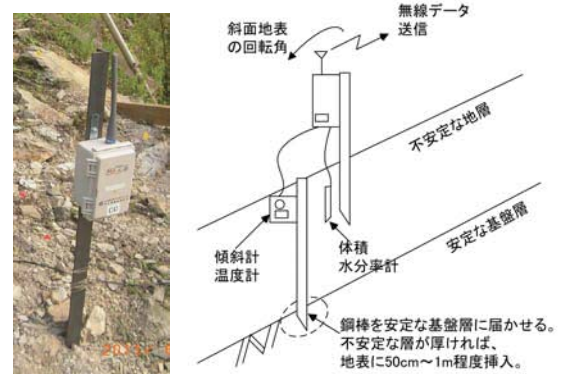 斜面地表
の回転角
無線データ
送信
不安定な地層
安定な基盤層
傾斜計
温度計
体積
水分率計
鋼棒を安定な基盤層に届かせる。
不安定な層が厚ければ、
地表に50cm～1m程度挿入。